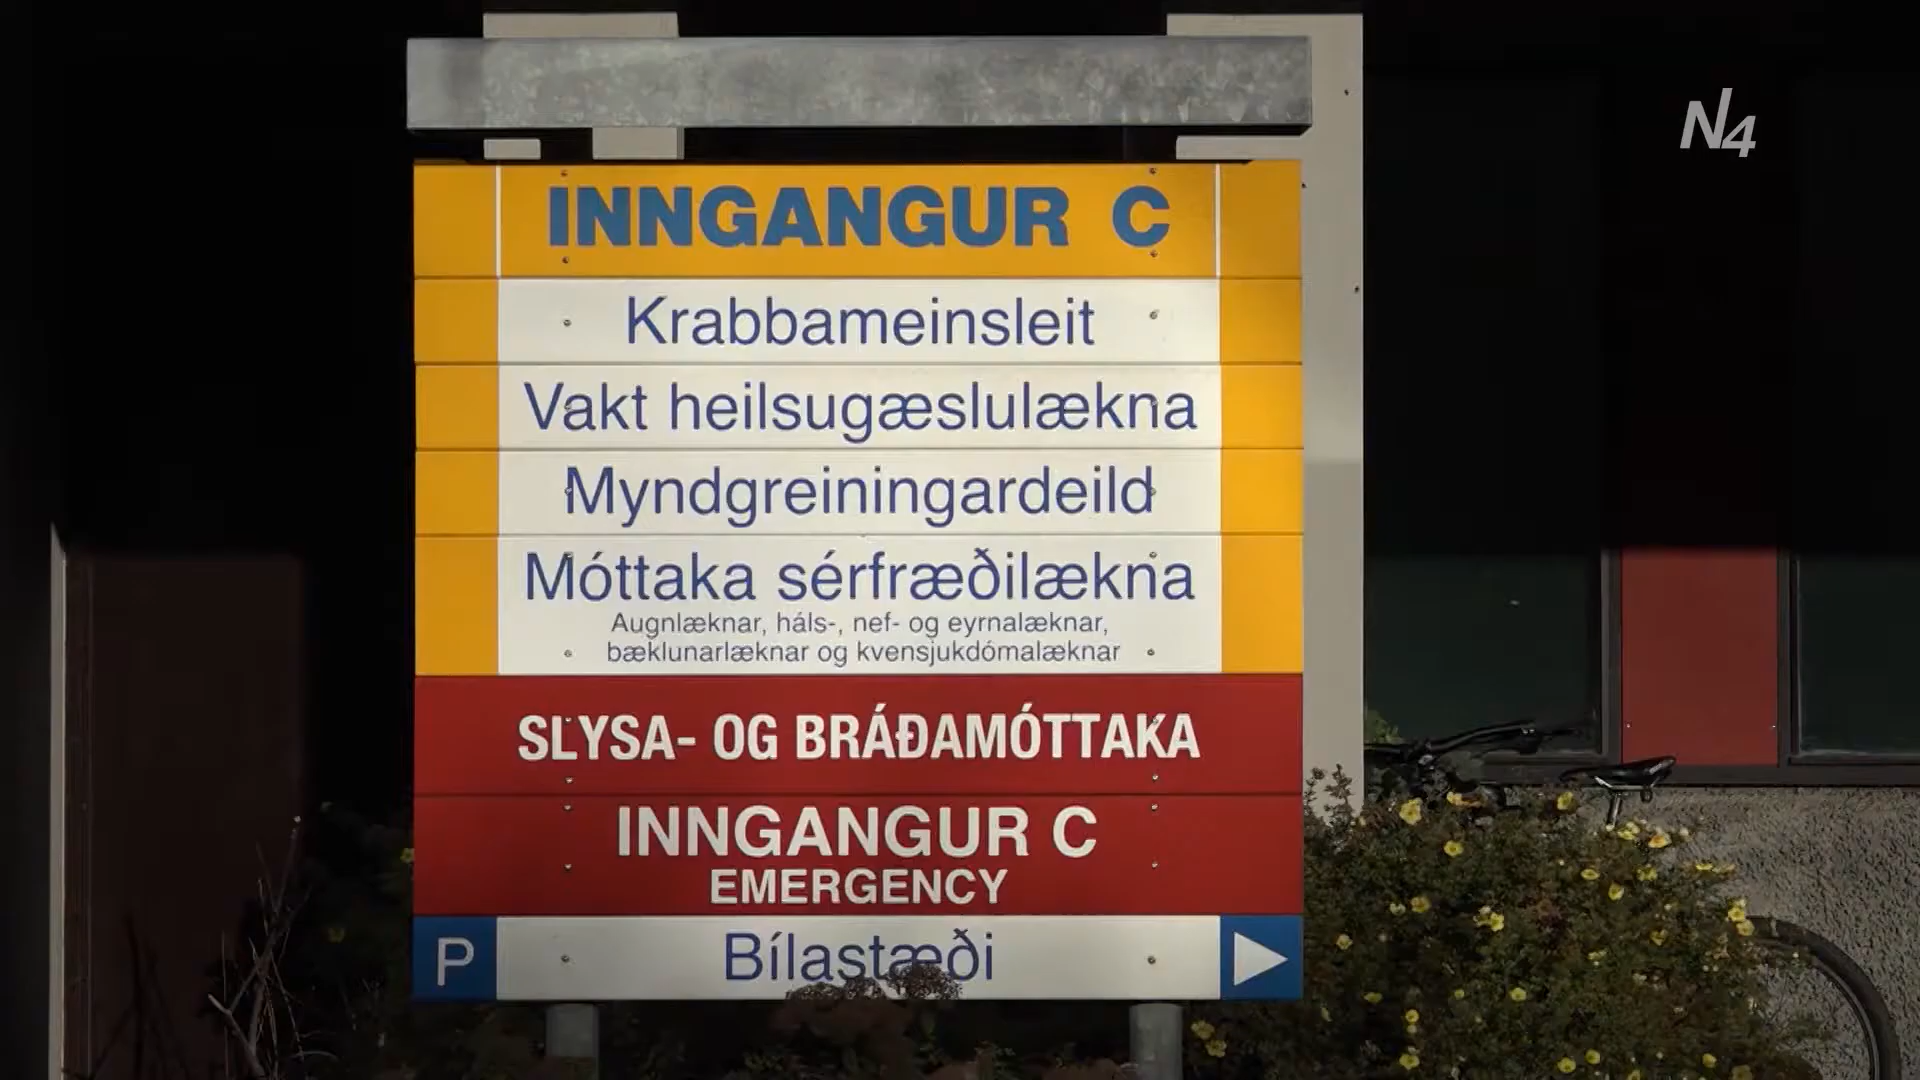 N4
INNGANGUR C
Krabbameinsleit
Vakt heilsugæslulækna
Myndgreiningardeild
Móttaka sérfræðilækna
Augnlæknar, háls-, nef- og eyrnalæknar,
bæklunarlæknar og kvensjukdómalæknar
SLYSA- OG BRÁÐAMÓTTAKA
INNGANGUR C
EMERGENCY
P Bílastæði